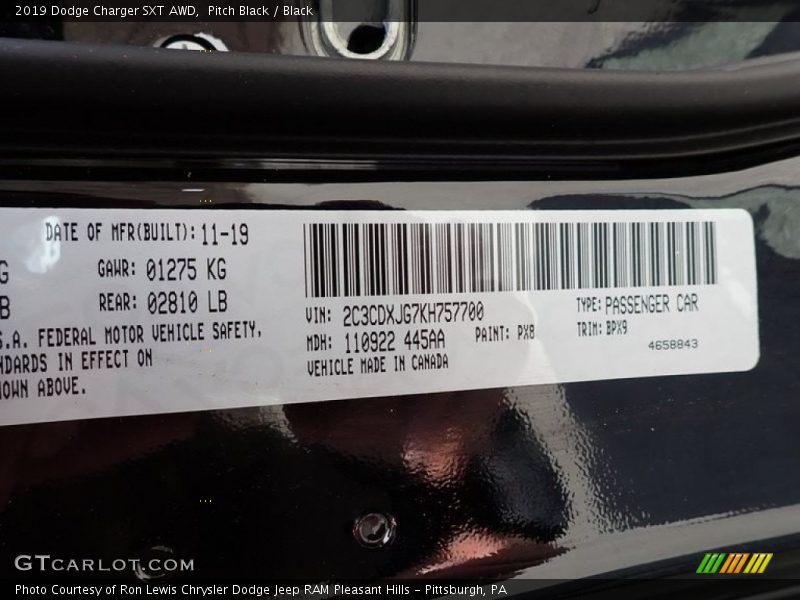 2019 Dodge Charger SXT AWD,  Pitch Black / Black
DATE OF MFR(BUILT): 11-19
G GAWR: 01275 KG
B REAR: 02810 LB
S.A. FEDERAL MOTOR VEHICLE SAFETY,
NDARDS IN EFFECT ON
OWN ABOVE.
VIN: 2C3CDXJG7KH757700
TYPE: PASSENGER CAR
MDH: 110922 445AA PAINT: PX8 TRIM: BPX9
VEHICLE MADE IN CANADA
4658843
GTCARLOT.COM
Photo Courtesy of Ron Lewis Chrysler Dodge Jeep RAM Pleasant Hills - Pittsburgh, PA